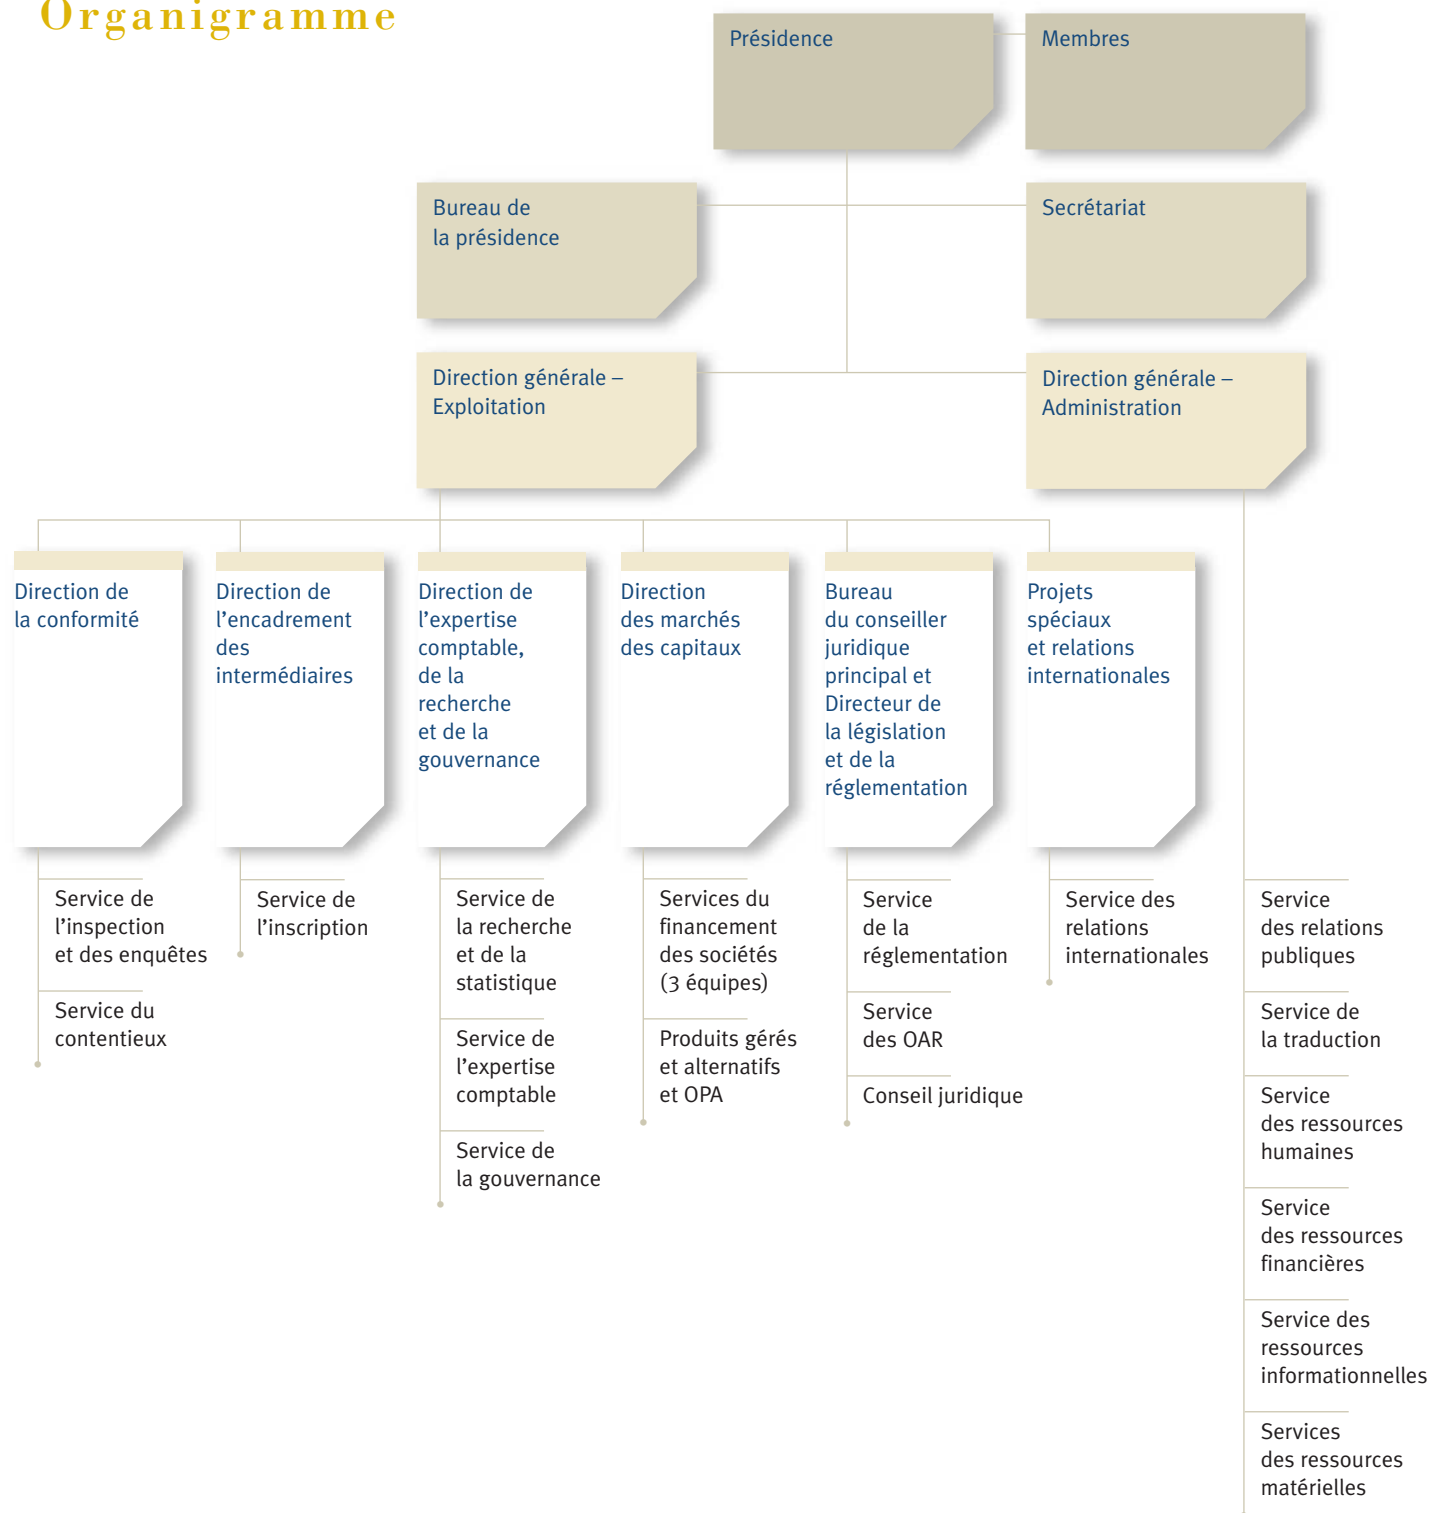 Organigramme
Présidence
Membres
Bureau de
la présidence
Secrétariat
Direction générale –
Exploitation
Direction générale –
Administration
Direction de
la conformité
Direction de
l’encadrement
des
intermédiaires
Direction de
l’expertise
comptable,
de la
recherche
et de la
gouvernance
Direction
des marchés
des capitaux
Bureau
du conseiller
juridique
principal et
Directeur de
la législation
et de la
réglementation
Projets
spéciaux
et relations
internationales
Service de
l’inspection
et des enquêtes
Service du
contentieux
Service de
l’inscription
Service de
la recherche
et de la
statistique
Service de
l’expertise
comptable
Service de
la gouvernance
Services du
financement
des sociétés
(3 équipes)
Produits gérés
et alternatifs
et OPA
Service
de la
réglementation
Service
des OAR
Conseil juridique
Service des
relations
internationales
Service
des relations
publiques
Service de
la traduction
Service
des ressources
humaines
Service
des ressources
financières
Service des
ressources
informationnelles
Services
des ressources
matérielles